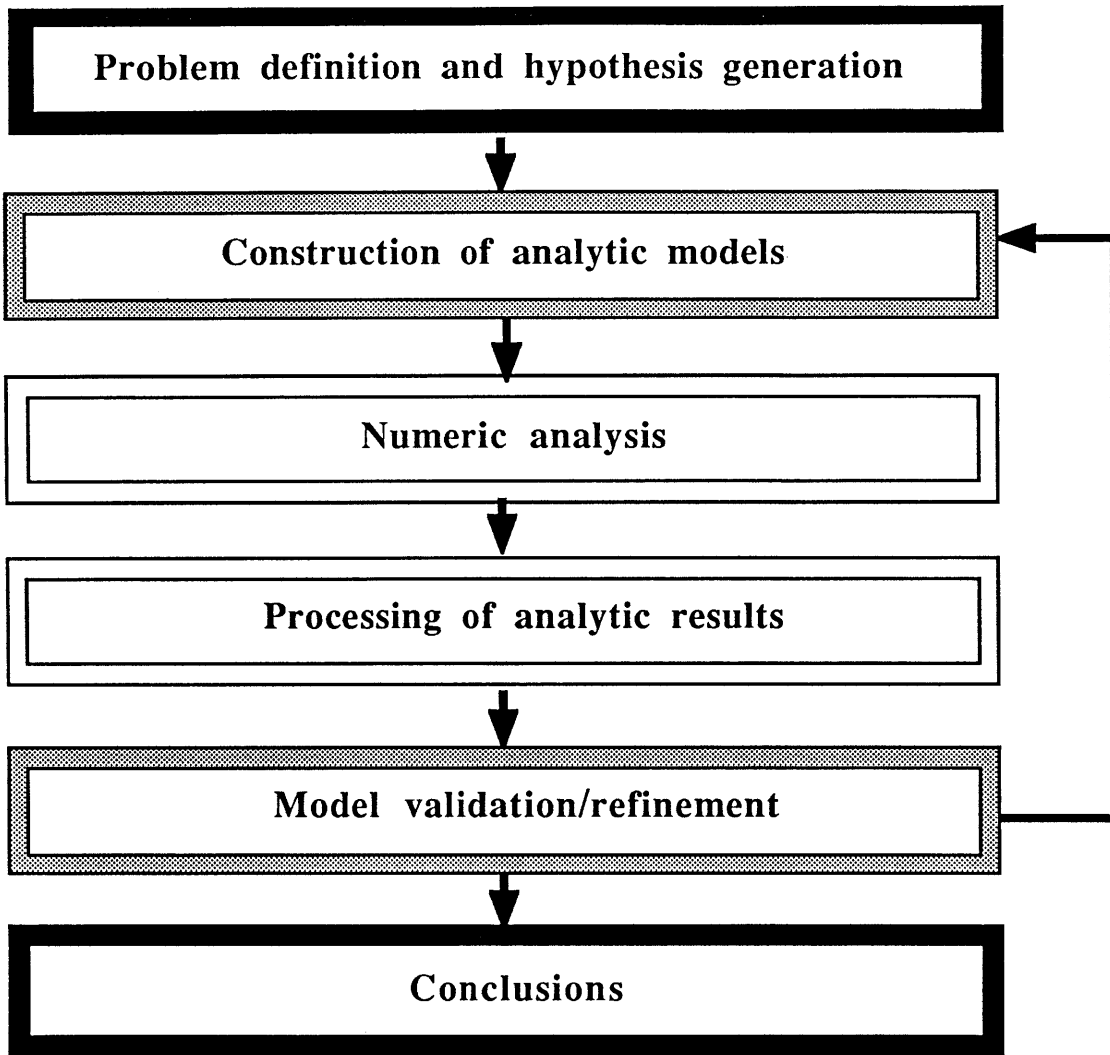 Problem definition and hypothesis generation
Construction of analytic models
Numeric analysis
Processing of analytic results
Model validation/refinement
Conclusions